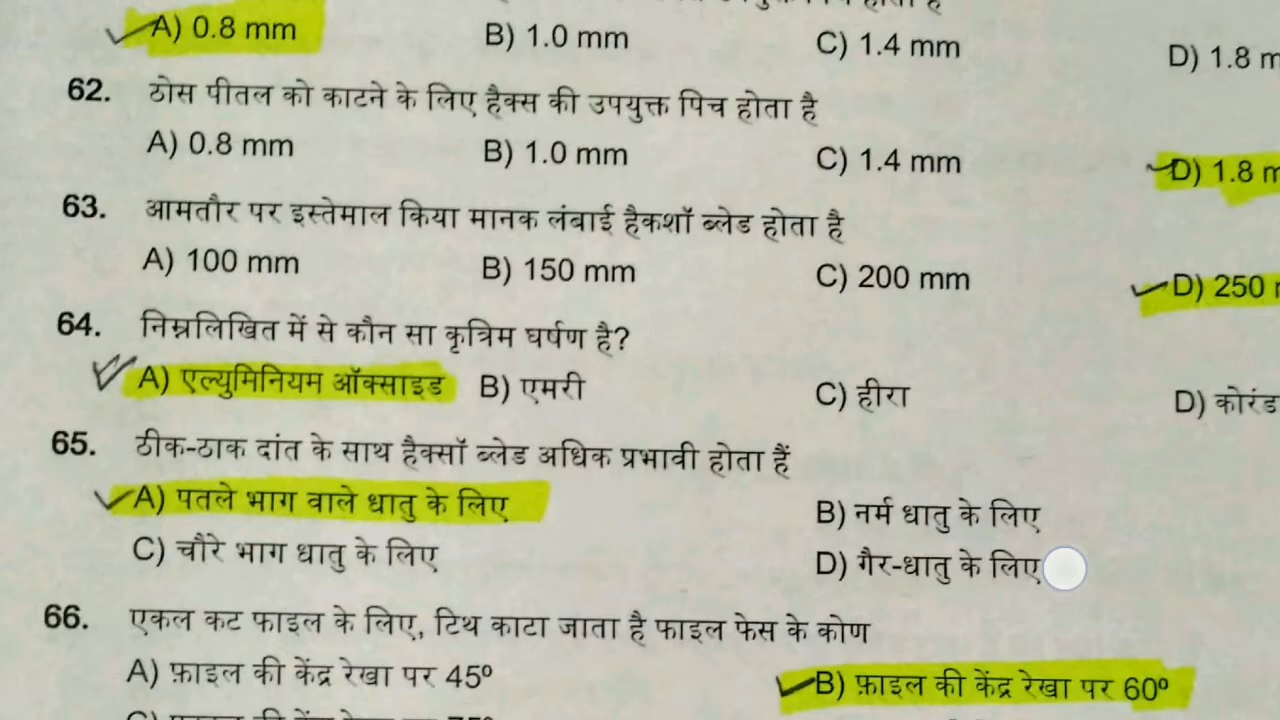 A) 0.8 mm B) 1.0 mm C) 1.4 mm D) 1.8 m
62. ठोस पीतल को काटने के लिए हैक्स की उपयुक्त पिच होता है
A) 0.8 mm B) 1.0 mm C) 1.4 mm D) 1.8 m
63. आमतौर पर इस्तेमाल किया मानक लंबाई हैकशॉ ब्लेड होता है
A) 100 mm B) 150 mm C) 200 mm D) 250
64. निम्नलिखित में से कौन सा कृत्रिम घर्षण है?
A) एल्युमिनियम ऑक्साइड B) एमरी C) हीरा D) कोरंड
65. ठीक-ठाक दांत के साथ हैक्सॉ ब्लेड अधिक प्रभावी होता हैं
A) पतले भाग वाले धातु के लिए B) नर्म धातु के लिए
C) चौरे भाग धातु के लिए D) गैर-धातु के लिए
66. एकल कट फाइल के लिए, टिथ काटा जाता है फाइल फेस के कोण
A) फ़ाइल की केंद्र रेखा पर 45º B) फ़ाइल की केंद्र रेखा पर 60º